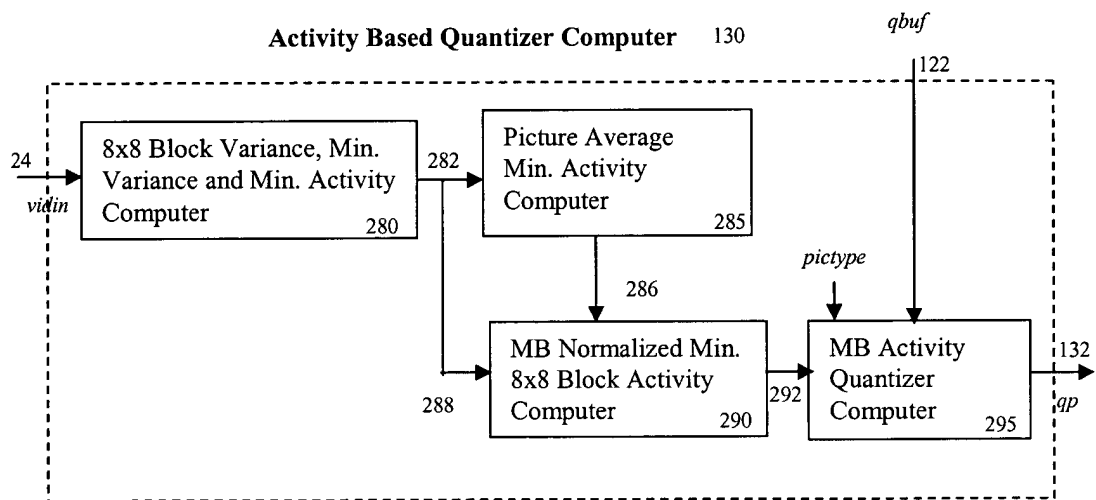 Activity Based Quantizer Computer 130
qbuf
122
24
vidin
8x8 Block Variance, Min.
Variance and Min. Activity
Computer
280
282
Picture Average
Min. Activity
Computer
285
286
pictype
288
MB Normalized Min.
8x8 Block Activity
Computer
290
292
MB Activity
Quantizer
Computer
295
132
qp